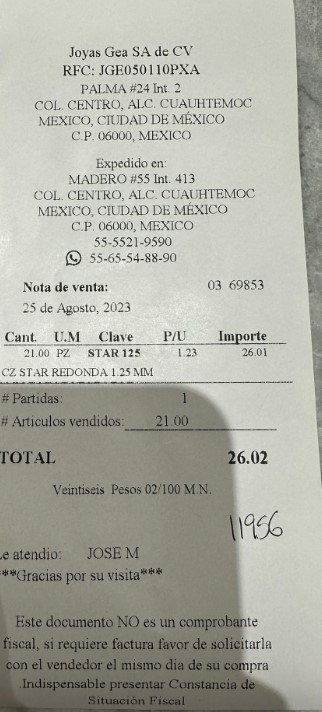 Joyas Gea SA de CV
RFC: JGE050110PXA
PALMA #24 Int. 2
COL. CENTRO, ALC. CUAUHTEMOC
MEXICO, CIUDAD DE MÉXICO
C.P. 06000, MEXICO
Expedido en:
MADERO #55 Int. 413
COL. CENTRO, ALC. CUAUHTEMOC
MEXICO, CIUDAD DE MÉXICO
C.P. 06000, MEXICO
55-5521-9590
55-65-54-88-90
Nota de venta: 03 69853
25 de Agosto, 2023
Cant. U.M Clave P/U Importe
21.00 PZ STAR 125 1.23 26.01
CZ STAR REDONDA 1.25 MM
# Partidas: 1
# Articulos vendidos: 21.00
TOTAL 26.02
Veintiseis Pesos 02/100 M.N.
11956
Le atendio: JOSE M
***Gracias por su visita***
Este documento NO es un comprobante
fiscal, si requiere factura favor de solicitarla
con el vendedor el mismo dia de su compra
Indispensable presentar Constancia de
Situación Fiscal